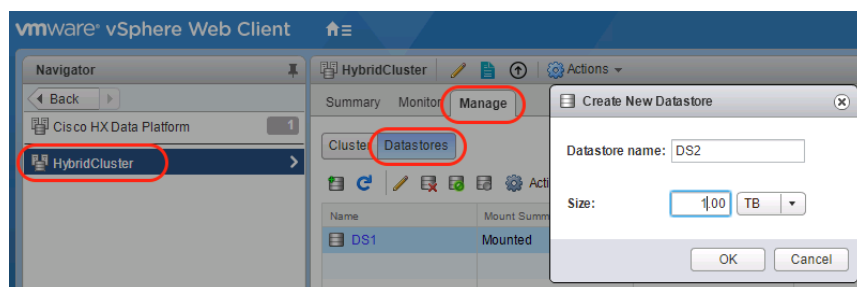 vmware® vSphere Web Client
Navigator
HybridCluster
Actions
Back
Summary Monitor Manage
Create New Datastore
Cisco HX Data Platform
1
Cluster Datastores
Datastore name: DS2
HybridCluster
Acti
Size: 1.00 TB
Name Mount Summ
DS1 Mounted
OK Cancel